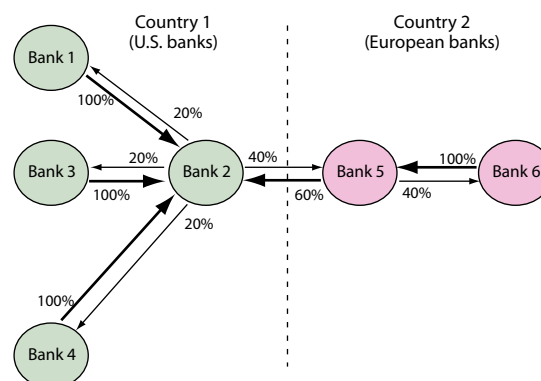 Country 1
(U.S. banks)
Country 2
(European banks)
Bank 1
100%
20%
Bank 3
20%
100%
Bank 2
40%
60%
Bank 5
100%
40%
Bank 6
20%
100%
Bank 4